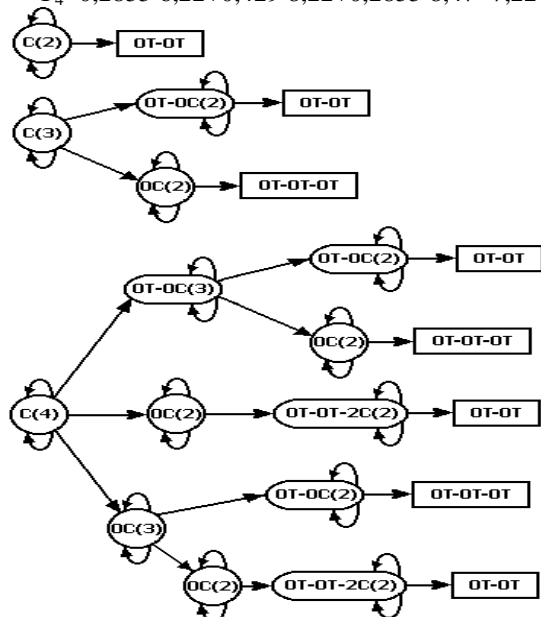 C(2) OT-OT
OT-OC(2) OT-OT
C(3)
OC(2) OT-OT-OT
OT-OC(2) OT-OT
OT-OC(3)
OC(2) OT-OT-OT
C(4) OC(2) OT-OT-2C(2) OT-OT
OT-OC(2) OT-OT-OT
OC(3)
OC(2) OT-OT-2C(2) OT-OT